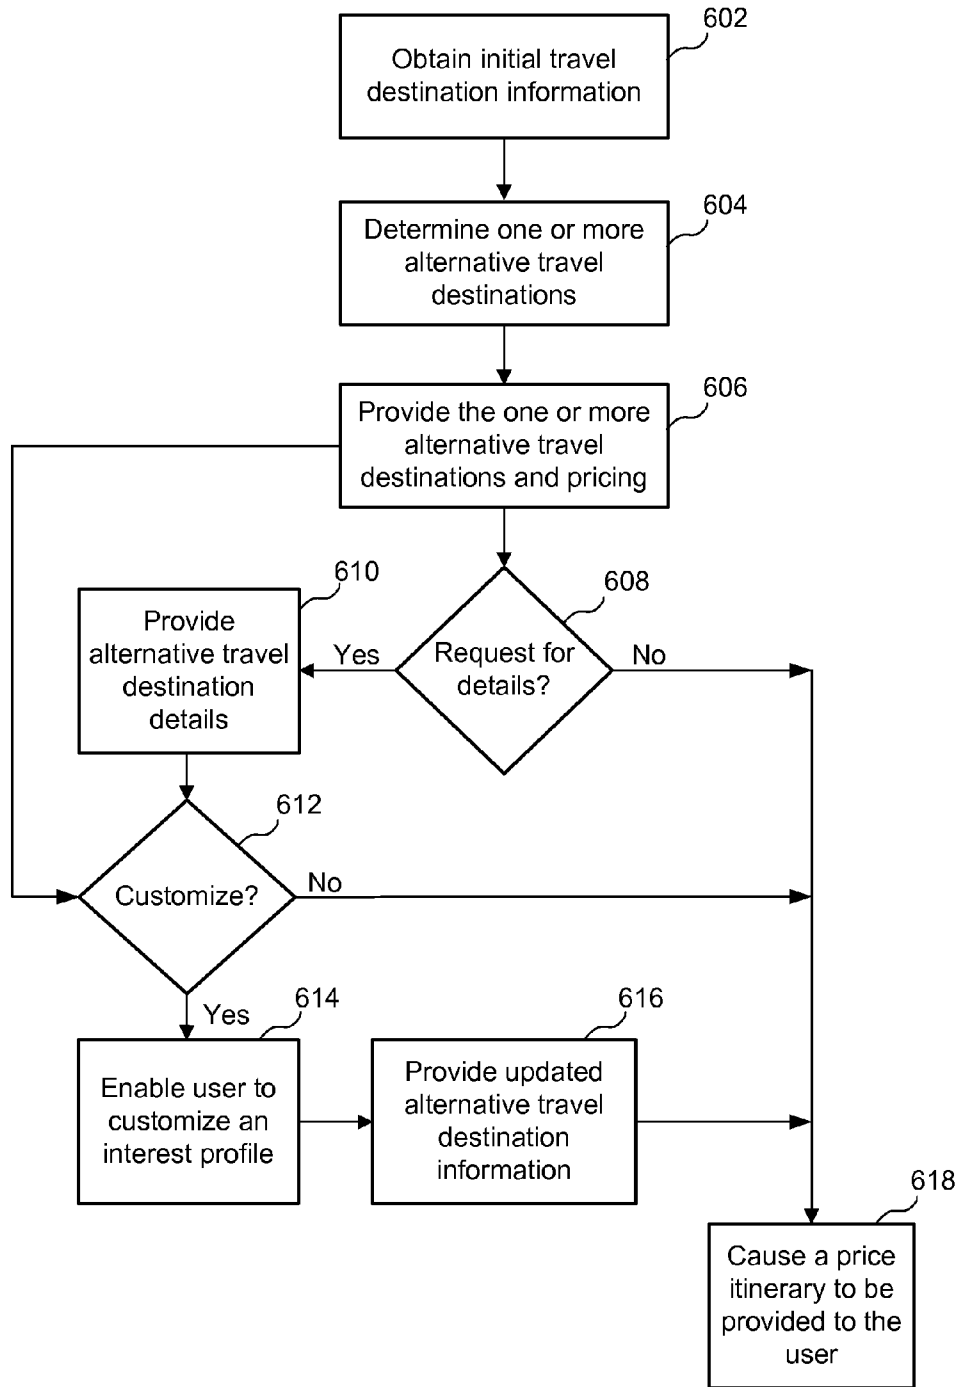 602
Obtain initial travel
destination information
604
Determine one or more
alternative travel
destinations
606
Provide the one or more
alternative travel
destinations and pricing
608
Request for
details?
Yes
No
610
Provide
alternative travel
destination
details
612
Customize?
No
Yes
614
Enable user to
customize an
interest profile
616
Provide updated
alternative travel
destination
information
618
Cause a price
itinerary to be
provided to the
user